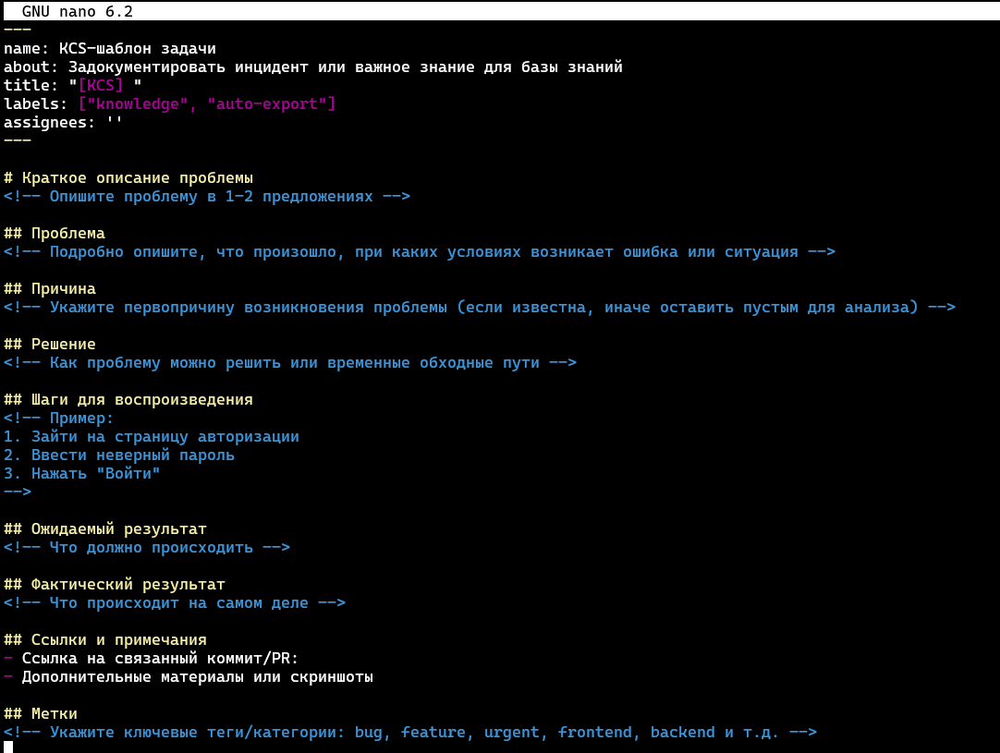 GNU nano 6.2
---
name: KCS-шаблон задачи
about: Задокументировать инцидент или важное знание для базы знаний
title: "[KCS] "
labels: ["knowledge", "auto-export"]
assignees: ''
---
# Краткое описание проблемы
<!-- Опишите проблему в 1-2 предложениях -->
## Проблема
<!-- Подробно опишите, что произошло, при каких условиях возникает ошибка или ситуация -->
## Причина
<!-- Укажите первопричину возникновения проблемы (если известна, иначе оставить пустым для анализа) -->
## Решение
<!-- Как проблему можно решить или временные обходные пути -->
## Шаги для воспроизведения
<!-- Пример:
1. Зайти на страницу авторизации
2. Ввести неверный пароль
3. Нажать "Войти"
-->
## Ожидаемый результат
<!-- Что должно происходить -->
## Фактический результат
<!-- Что происходит на самом деле -->
## Ссылки и примечания
- Ссылка на связанный коммит/PR:
- Дополнительные материалы или скриншоты
## Метки
<!-- Укажите ключевые теги/категории: bug, feature, urgent, frontend, backend и т.д. -->